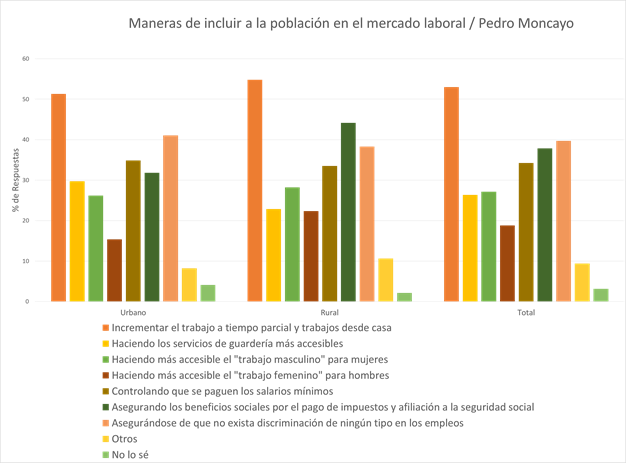 Maneras de incluir a la población en el mercado laboral / Pedro Moncayo
60
50
40
30
20
10
0
% de Respuestas
Urbano Rural Total
Incrementar el trabajo a tiempo parcial y trabajos desde casa
Haciendo los servicios de guardería más accesibles
Haciendo más accesible el "trabajo masculino" para mujeres
Haciendo más accesible el "trabajo femenino" para hombres
Controlando que se paguen los salarios mínimos
Asegurando los beneficios sociales por el pago de impuestos y afiliación a la seguridad social
Asegurándose de que no exista discriminación de ningún tipo en los empleos
Otros
No lo sé